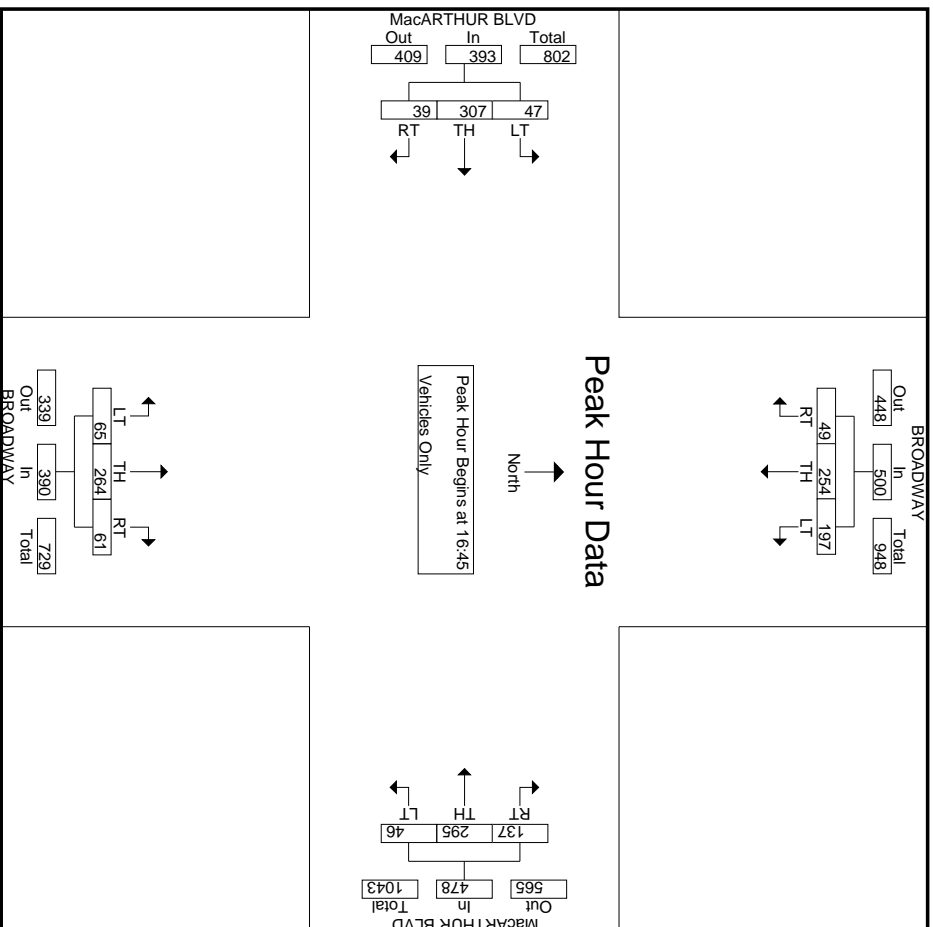 MacARTHUR BLVD
Out In Total
409 393 802
39 307 47
RT TH LT
BROADWAY
Out In Total
448 500 948
49 254 197
RT TH LT
Peak Hour Data
North
Peak Hour Begins at 16:45
Vehicles Only
LT TH RT
65 264 61
339 390 729
Out In Total
BROADWAY
RT TH LT
137 295 46
565 478 1043
Out In Total
MacARTHUR BLVD